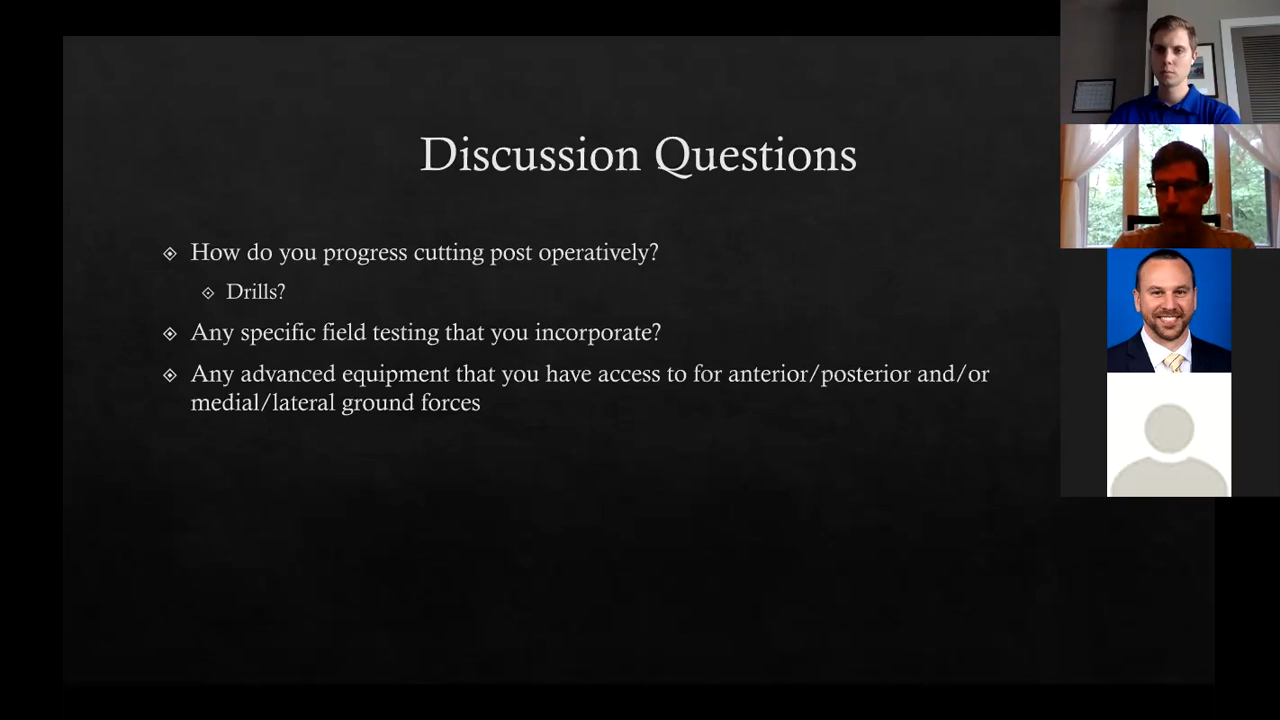 Discussion Questions
How do you progress cutting post operatively?
Drills?
Any specific field testing that you incorporate?
Any advanced equipment that you have access to for anterior/posterior and/or
medial/lateral ground forces